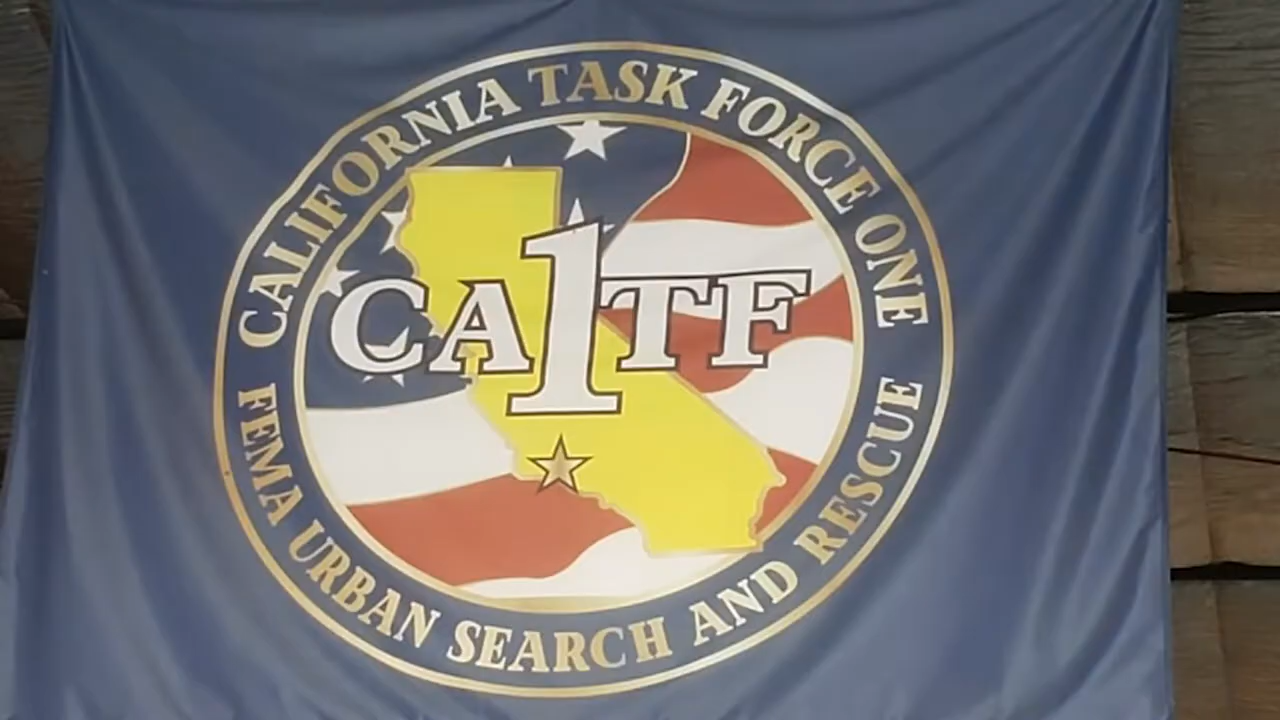 CALIFORNIA TASK FORCE ONE
CA1TF
FEMA URBAN SEARCH AND RESCUE